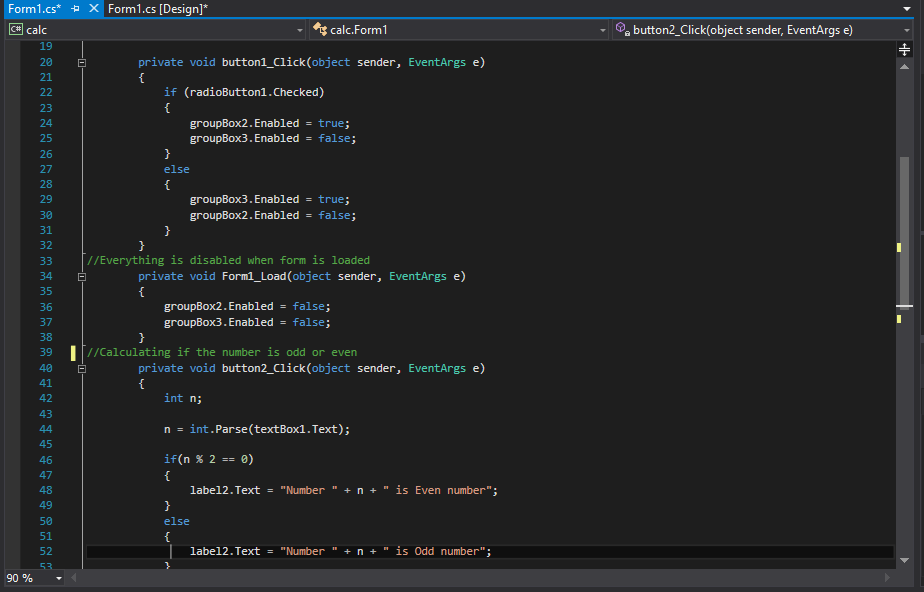 Form1.cs* Form1.cs [Design]*
C# calc calc.Form1 button2_Click(object sender, EventArgs e)
19
20 private void button1_Click(object sender, EventArgs e)
21 {
22 if (radioButton1.Checked)
23 {
24 groupBox2.Enabled = true;
25 groupBox3.Enabled = false;
26 }
27 else
28 {
29 groupBox3.Enabled = true;
30 groupBox2.Enabled = false;
31 }
32 }
33 //Everything is disabled when form is loaded
34 private void Form1_Load(object sender, EventArgs e)
35 {
36 groupBox2.Enabled = false;
37 groupBox3.Enabled = false;
38 }
39 //Calculating if the number is odd or even
40 private void button2_Click(object sender, EventArgs e)
41 {
42 int n;
43
44 n = int.Parse(textBox1.Text);
45
46 if(n % 2 == 0)
47 {
48 label2.Text = "Number " + n + " is Even number";
49 }
50 else
51 {
52 label2.Text = "Number " + n + " is Odd number";
53 }
90 %